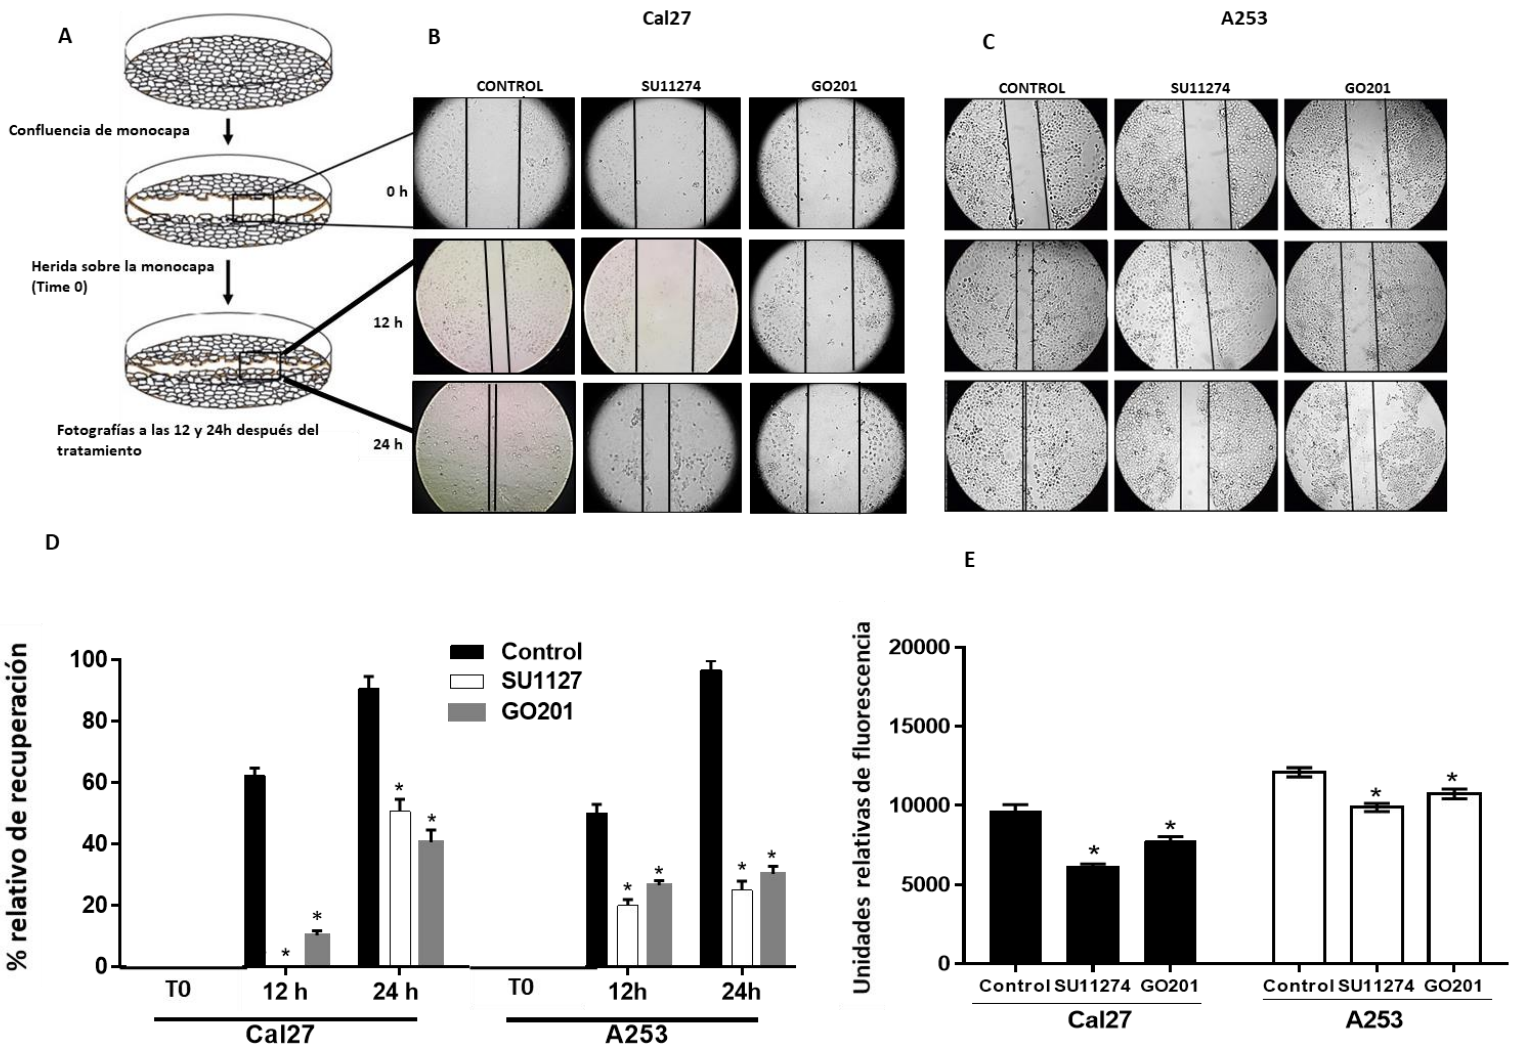 Cal27
A253
A
B
C
CONTROL
SU11274
GO201
CONTROL
SU11274
GO201
Confluencia de monocapa
0 h
Herida sobre la monocapa
(Time 0)
12 h
Fotografías a las 12 y 24h después del
tratamiento
24 h
D
E
% relativo de recuperación
100
80
60
40
20
0
Control
SU1127
GO201
*
*
*
*
*
*
*
*
T0
12 h
24 h
T0
12h
24h
Cal27
A253
Unidades relativas de fluorescencia
20000
15000
10000
5000
0
*
*
*
*
Control SU11274 GO201
Control SU11274 GO201
Cal27
A253